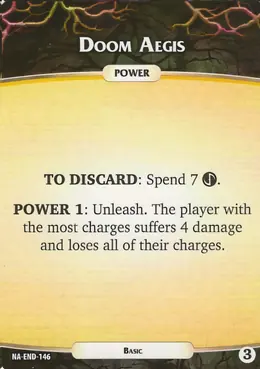 DOOM AEGIS
POWER
TO DISCARD: Spend 7 .
POWER 1: Unleash. The player with
the most charges suffers 4 damage
and loses all of their charges.
NA-END-146
BASIC
3